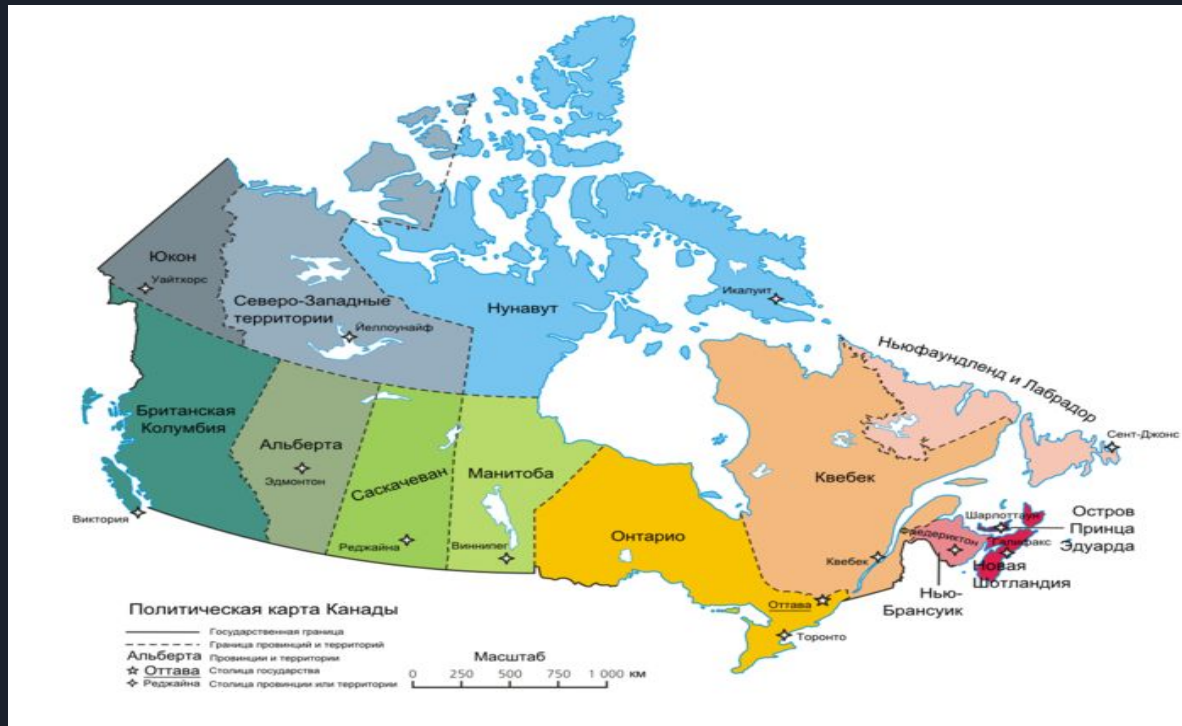 Юкон
Уайтхорс
Северо-Западные
территории
Йеллоунайф
Нунавут
Икалуит
Ньюфаундленд и Лабрадор
Сент-Джонс
Британская
Колумбия
Виктория
Альберта
Эдмонтон
Саскачеван
Реджайна
Манитоба
Виннипег
Онтарио
Оттава
Торонто
Квебек
Квебек
Шарлоттаун
Остров
Принца
Эдуарда
Фредериктон
Галифакс
Новая
Шотландия
Нью-
Брансуик
Политическая карта Канады
Государственная граница
Граница провинций и территорий
Альберта Провинции и территории
Оттава Столица государства
Реджайна Столица провинции или территории
Масштаб
0 250 500 750 1 000 км